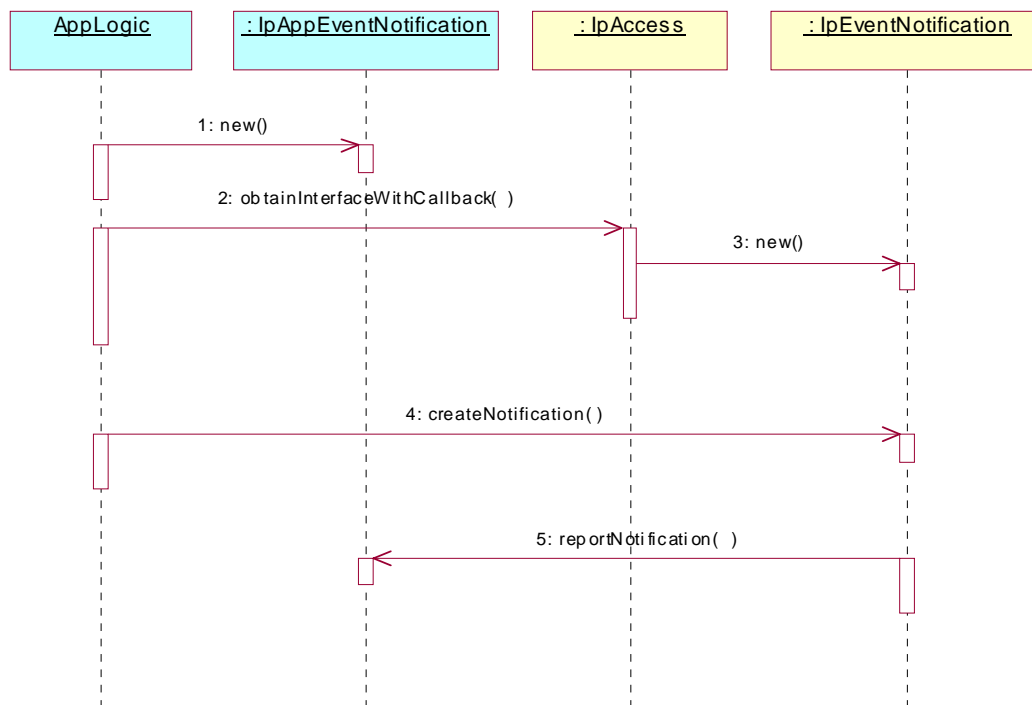 AppLogic
: IpAppEventNotification
: IpAccess
: IpEventNotification
1: new()
2: obtainInterfaceWithCallback( )
3: new()
4: createNotification( )
5: reportNotification( )